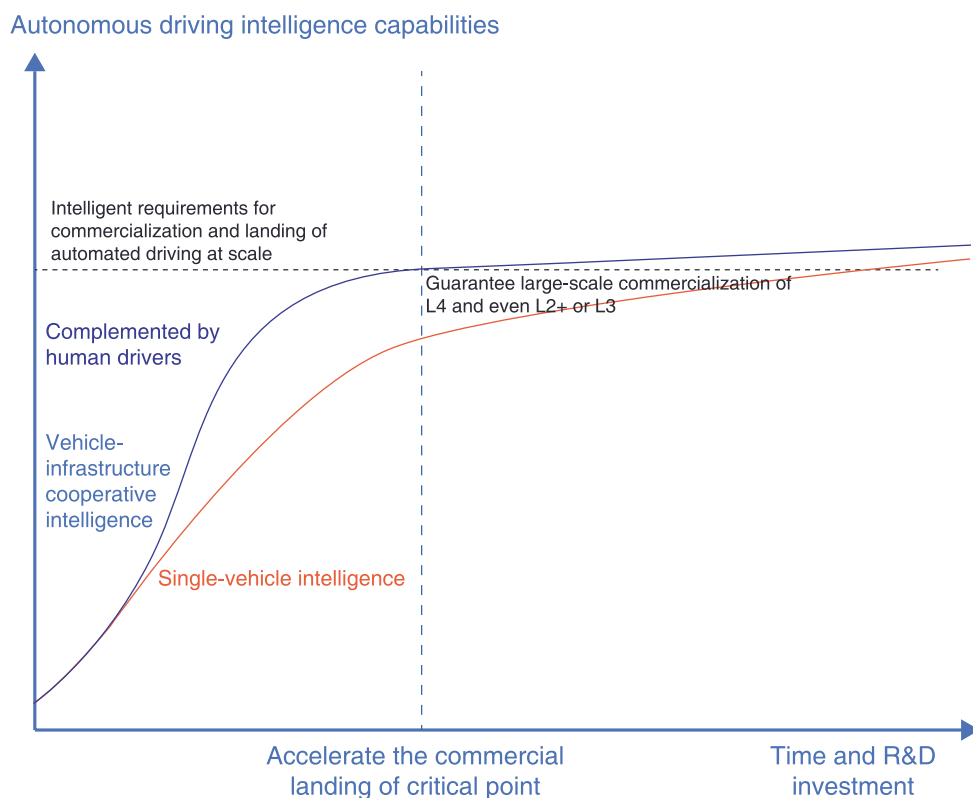 Autonomous driving intelligence capabilities
Intelligent requirements for
commercialization and landing of
automated driving at scale
Guarantee large-scale commercialization of
L4 and even L2+ or L3
Complemented by
human drivers
Vehicle-
infrastructure
cooperative
intelligence
Single-vehicle intelligence
Accelerate the commercial
landing of critical point
Time and R&D
investment